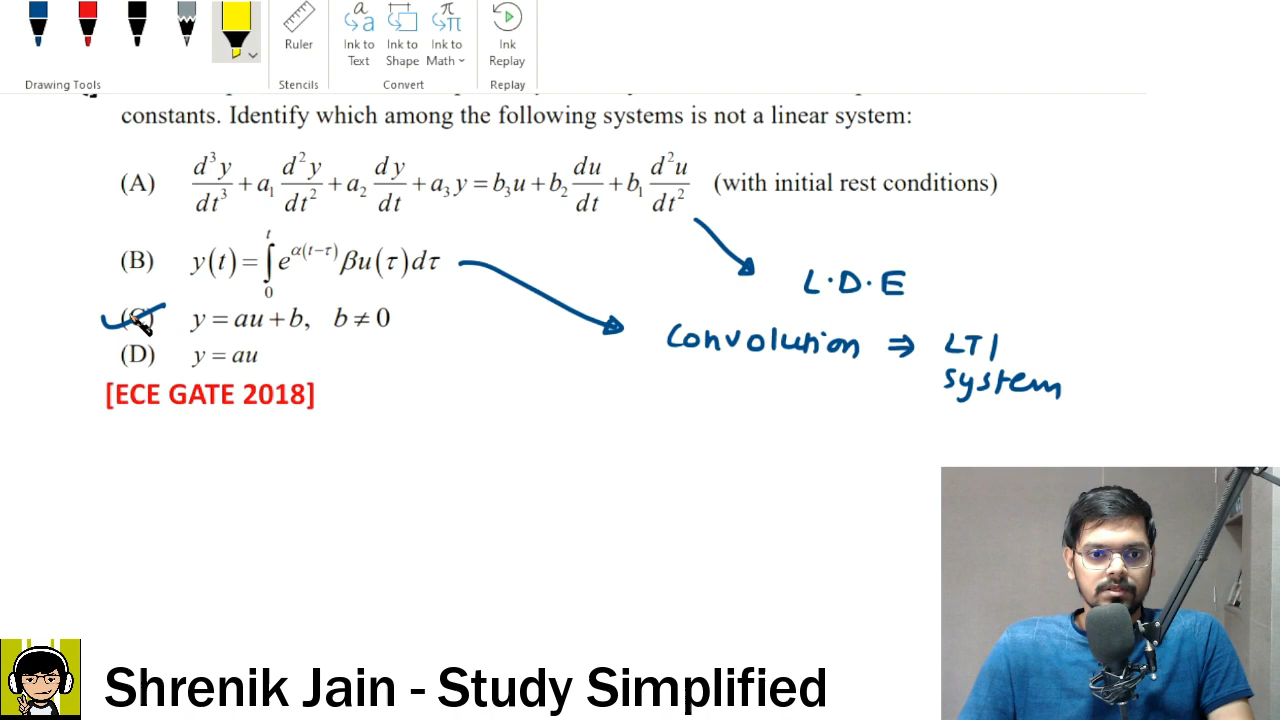 Ruler
Ink to Text
Ink to Shape
Ink to Math
Ink Replay
Drawing Tools
Stencils
Convert
Replay
constants. Identify which among the following systems is not a linear system:
(A) d³y/dt³ + a₁ d²y/dt² + a₂ dy/dt + a₃y = b₃u + b₂ du/dt + b₁ d²u/dt² (with initial rest conditions)
(B) y(t) = ∫₀ᵗ e^{α(t−τ)} βu(τ)dτ
L.D.E
(C) y = au + b, b ≠ 0
Convolution ⇒ LTI
system
(D) y = au
[ECE GATE 2018]
Shrenik Jain - Study Simplified